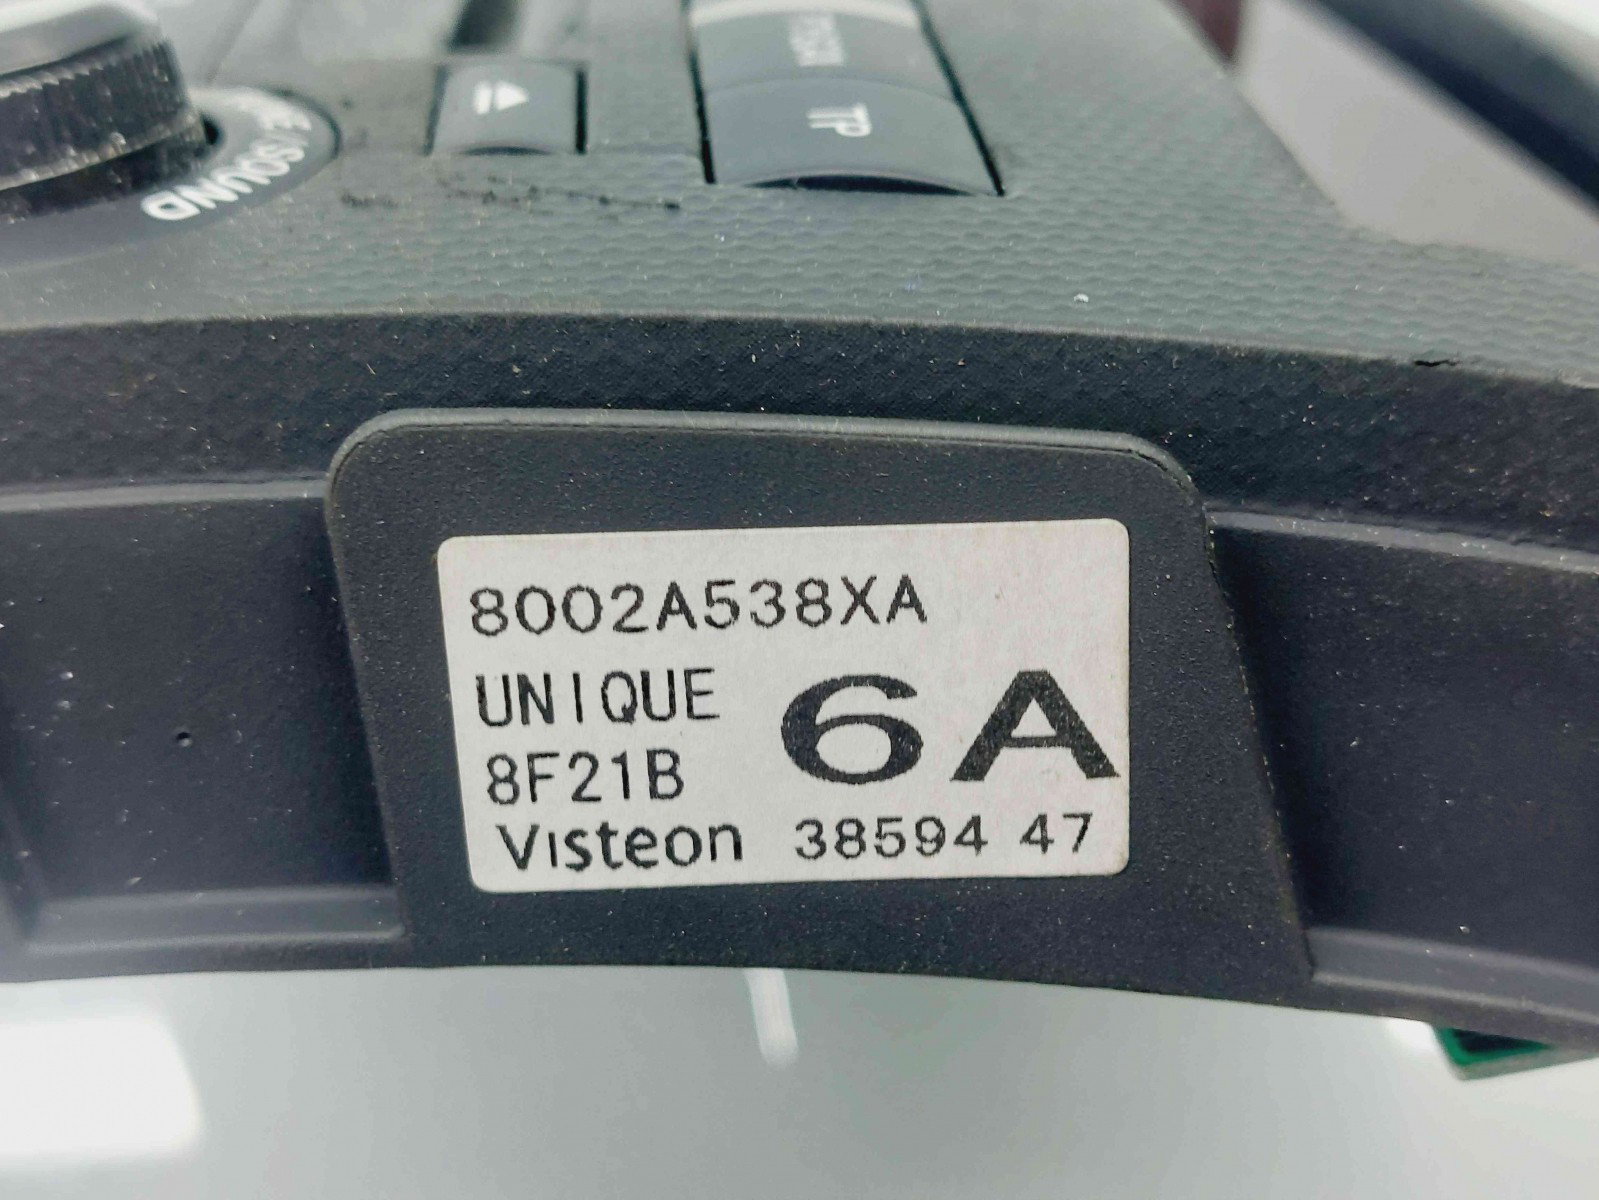 TP
/SOUND
8002A538XA
UNIQUE
8F21B
6A
Visteon 38594 47